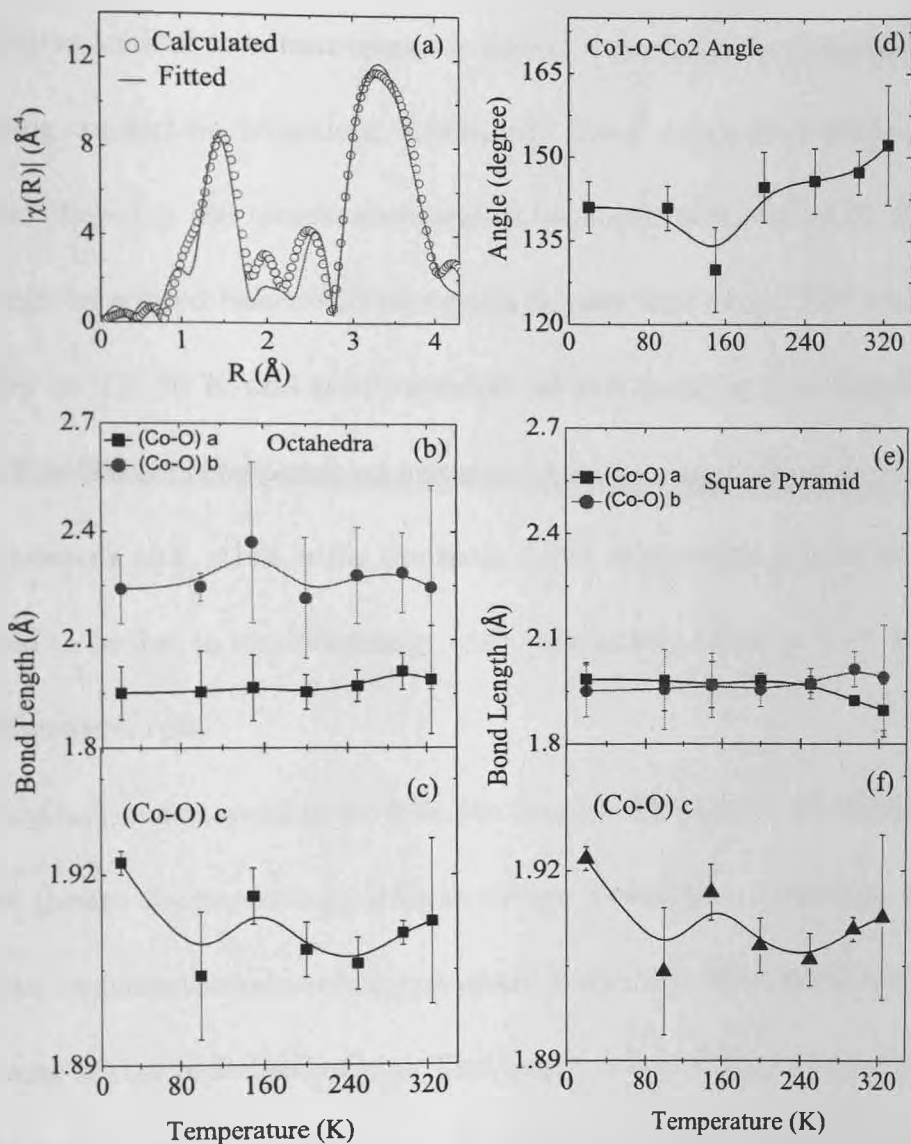 (a)
Calculated
Fitted
|χ(R)| (Å⁻⁴)
12
8
4
0
0 1 2 3 4
R (Å)
(d)
Co1-O-Co2 Angle
Angle (degree)
165
150
135
120
0 80 160 240 320
(b)
(Co-O) a
(Co-O) b
Octahedra
2.7
2.4
2.1
1.8
Bond Length (Å)
(e)
(Co-O) a
(Co-O) b
Square Pyramid
2.7
2.4
2.1
1.8
Bond Length (Å)
(c)
(Co-O) c
1.92
1.89
0 80 160 240 320
Temperature (K)
(f)
(Co-O) c
1.92
1.89
0 80 160 240 320
Temperature (K)